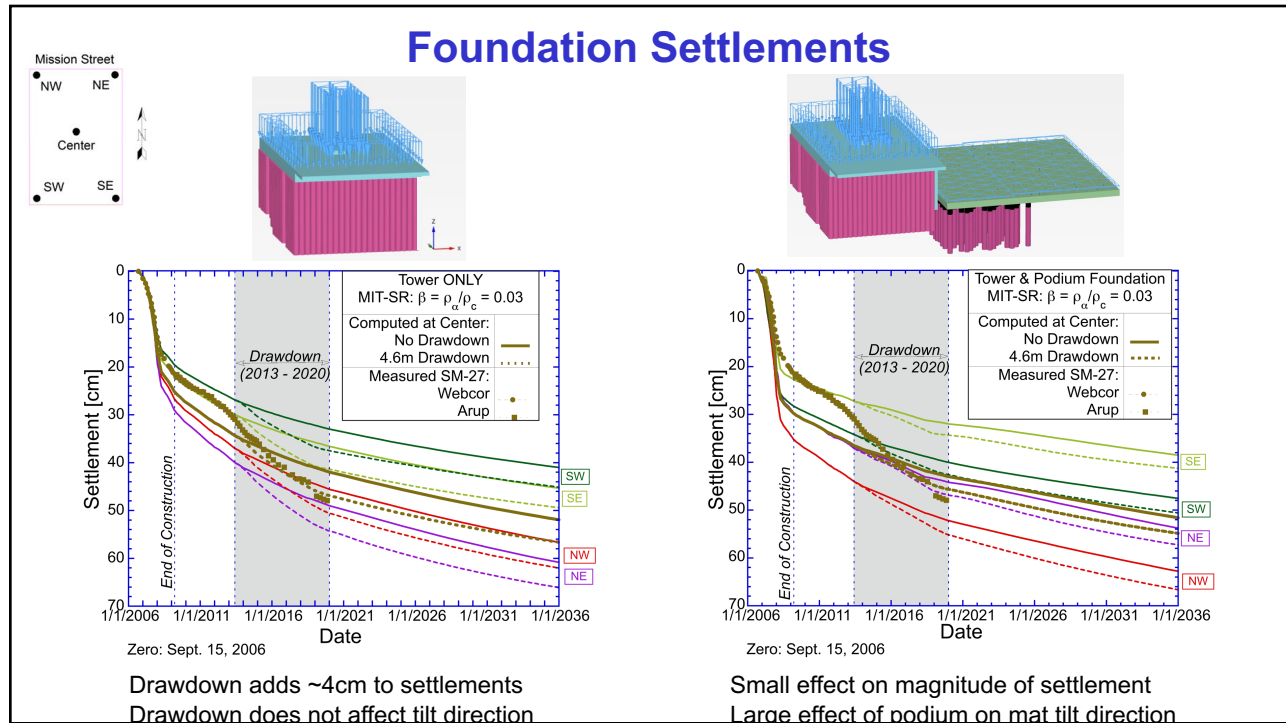 Foundation Settlements
Mission Street
NW NE
N
Center
SW SE
z
x
0
10
20
30
40
50
60
70
Settlement [cm]
Tower ONLY
MIT-SR: β = ρα/ρc = 0.03
Computed at Center:
No Drawdown
4.6m Drawdown
Measured SM-27:
Webcor
Arup
Drawdown
(2013 - 2020)
End of Construction
SW
SE
NW
NE
1/1/2006 1/1/2011 1/1/2016 1/1/2021 1/1/2026 1/1/2031 1/1/2036
Date
Zero: Sept. 15, 2006
Drawdown adds ~4cm to settlements
Drawdown does not affect tilt direction
0
10
20
30
40
50
60
70
Settlement [cm]
Tower & Podium Foundation
MIT-SR: β = ρα/ρc = 0.03
Computed at Center:
No Drawdown
4.6m Drawdown
Measured SM-27:
Webcor
Arup
Drawdown
(2013 - 2020)
End of Construction
SE
SW
NE
NW
1/1/2006 1/1/2011 1/1/2016 1/1/2021 1/1/2026 1/1/2031 1/1/2036
Date
Zero: Sept. 15, 2006
Small effect on magnitude of settlement
Large effect of podium on mat tilt direction